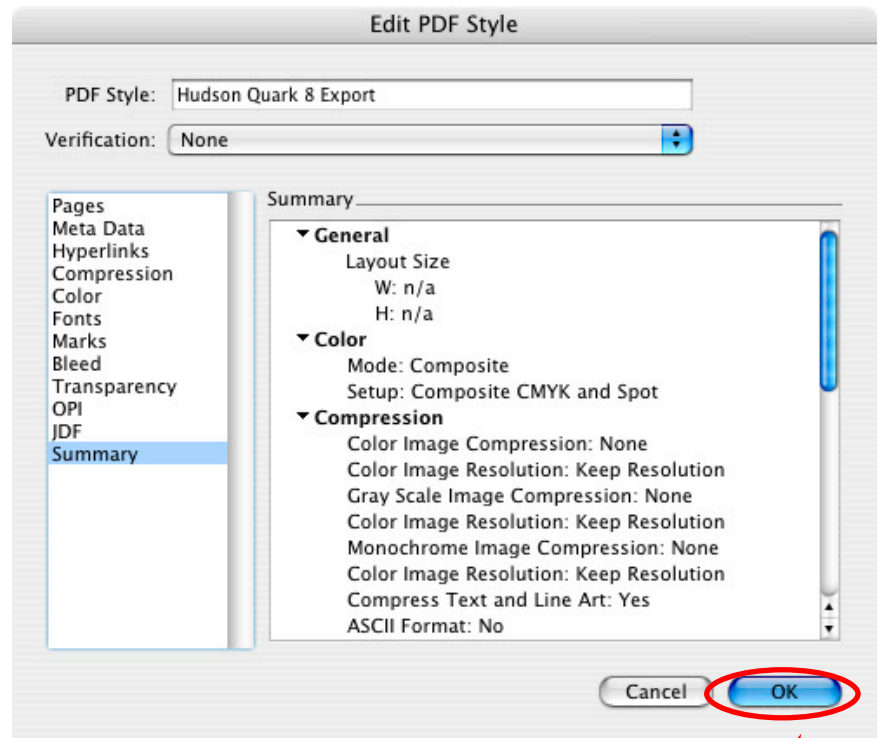 Edit PDF Style
PDF Style: Hudson Quark 8 Export
Verification: None
Pages
Meta Data
Hyperlinks
Compression
Color
Fonts
Marks
Bleed
Transparency
OPI
JDF
Summary
Summary
General
Layout Size
W: n/a
H: n/a
Color
Mode: Composite
Setup: Composite CMYK and Spot
Compression
Color Image Compression: None
Color Image Resolution: Keep Resolution
Gray Scale Image Compression: None
Color Image Resolution: Keep Resolution
Monochrome Image Compression: None
Color Image Resolution: Keep Resolution
Compress Text and Line Art: Yes
ASCII Format: No
Cancel OK